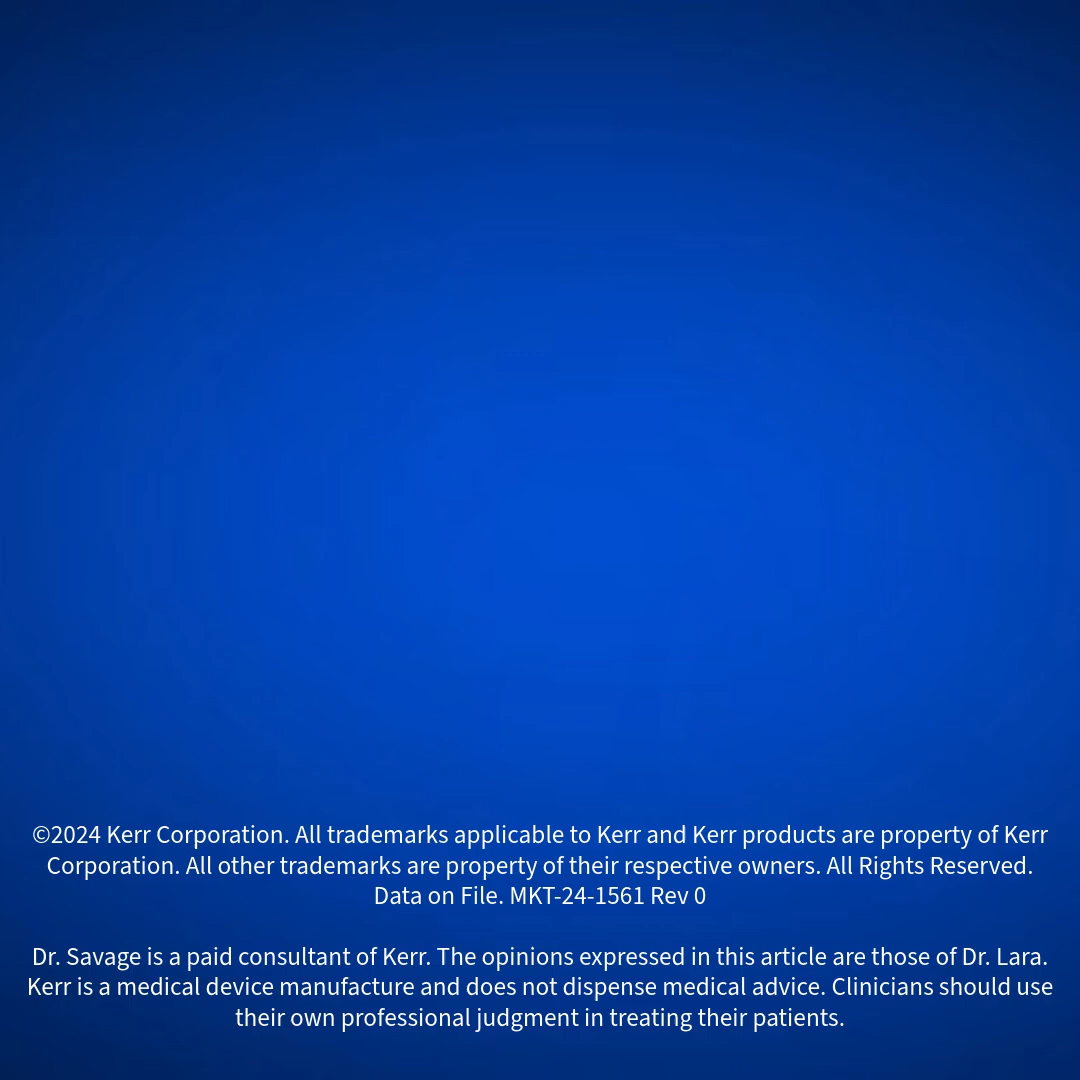 ©2024 Kerr Corporation. All trademarks applicable to Kerr and Kerr products are property of Kerr
Corporation. All other trademarks are property of their respective owners. All Rights Reserved.
Data on File. MKT-24-1561 Rev 0
Dr. Savage is a paid consultant of Kerr. The opinions expressed in this article are those of Dr. Lara.
Kerr is a medical device manufacture and does not dispense medical advice. Clinicians should use
their own professional judgment in treating their patients.